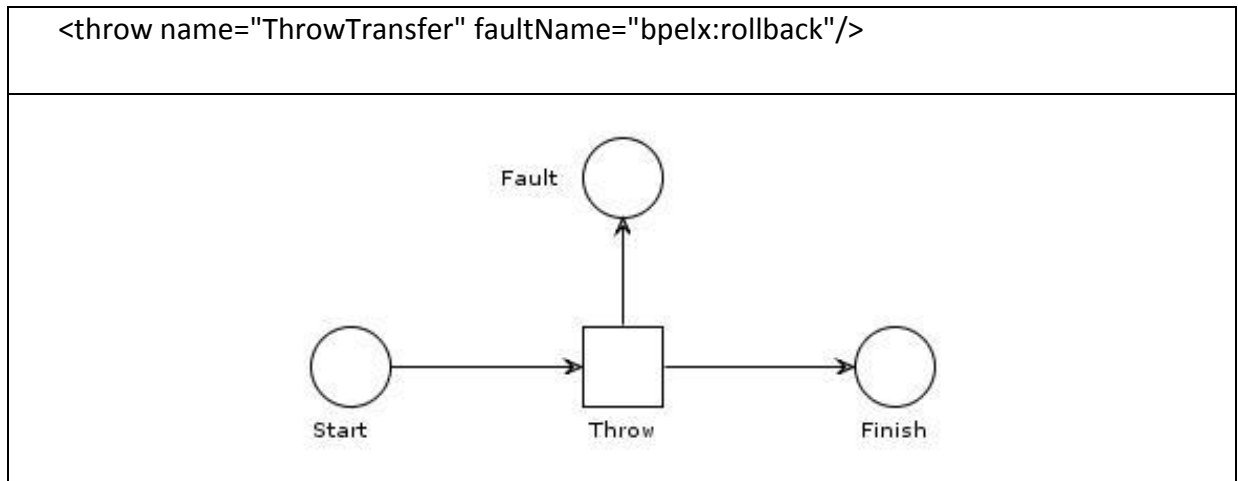 <throw name="ThrowTransfer" faultName="bpelx:rollback"/>
Fault
Start
Throw
Finish